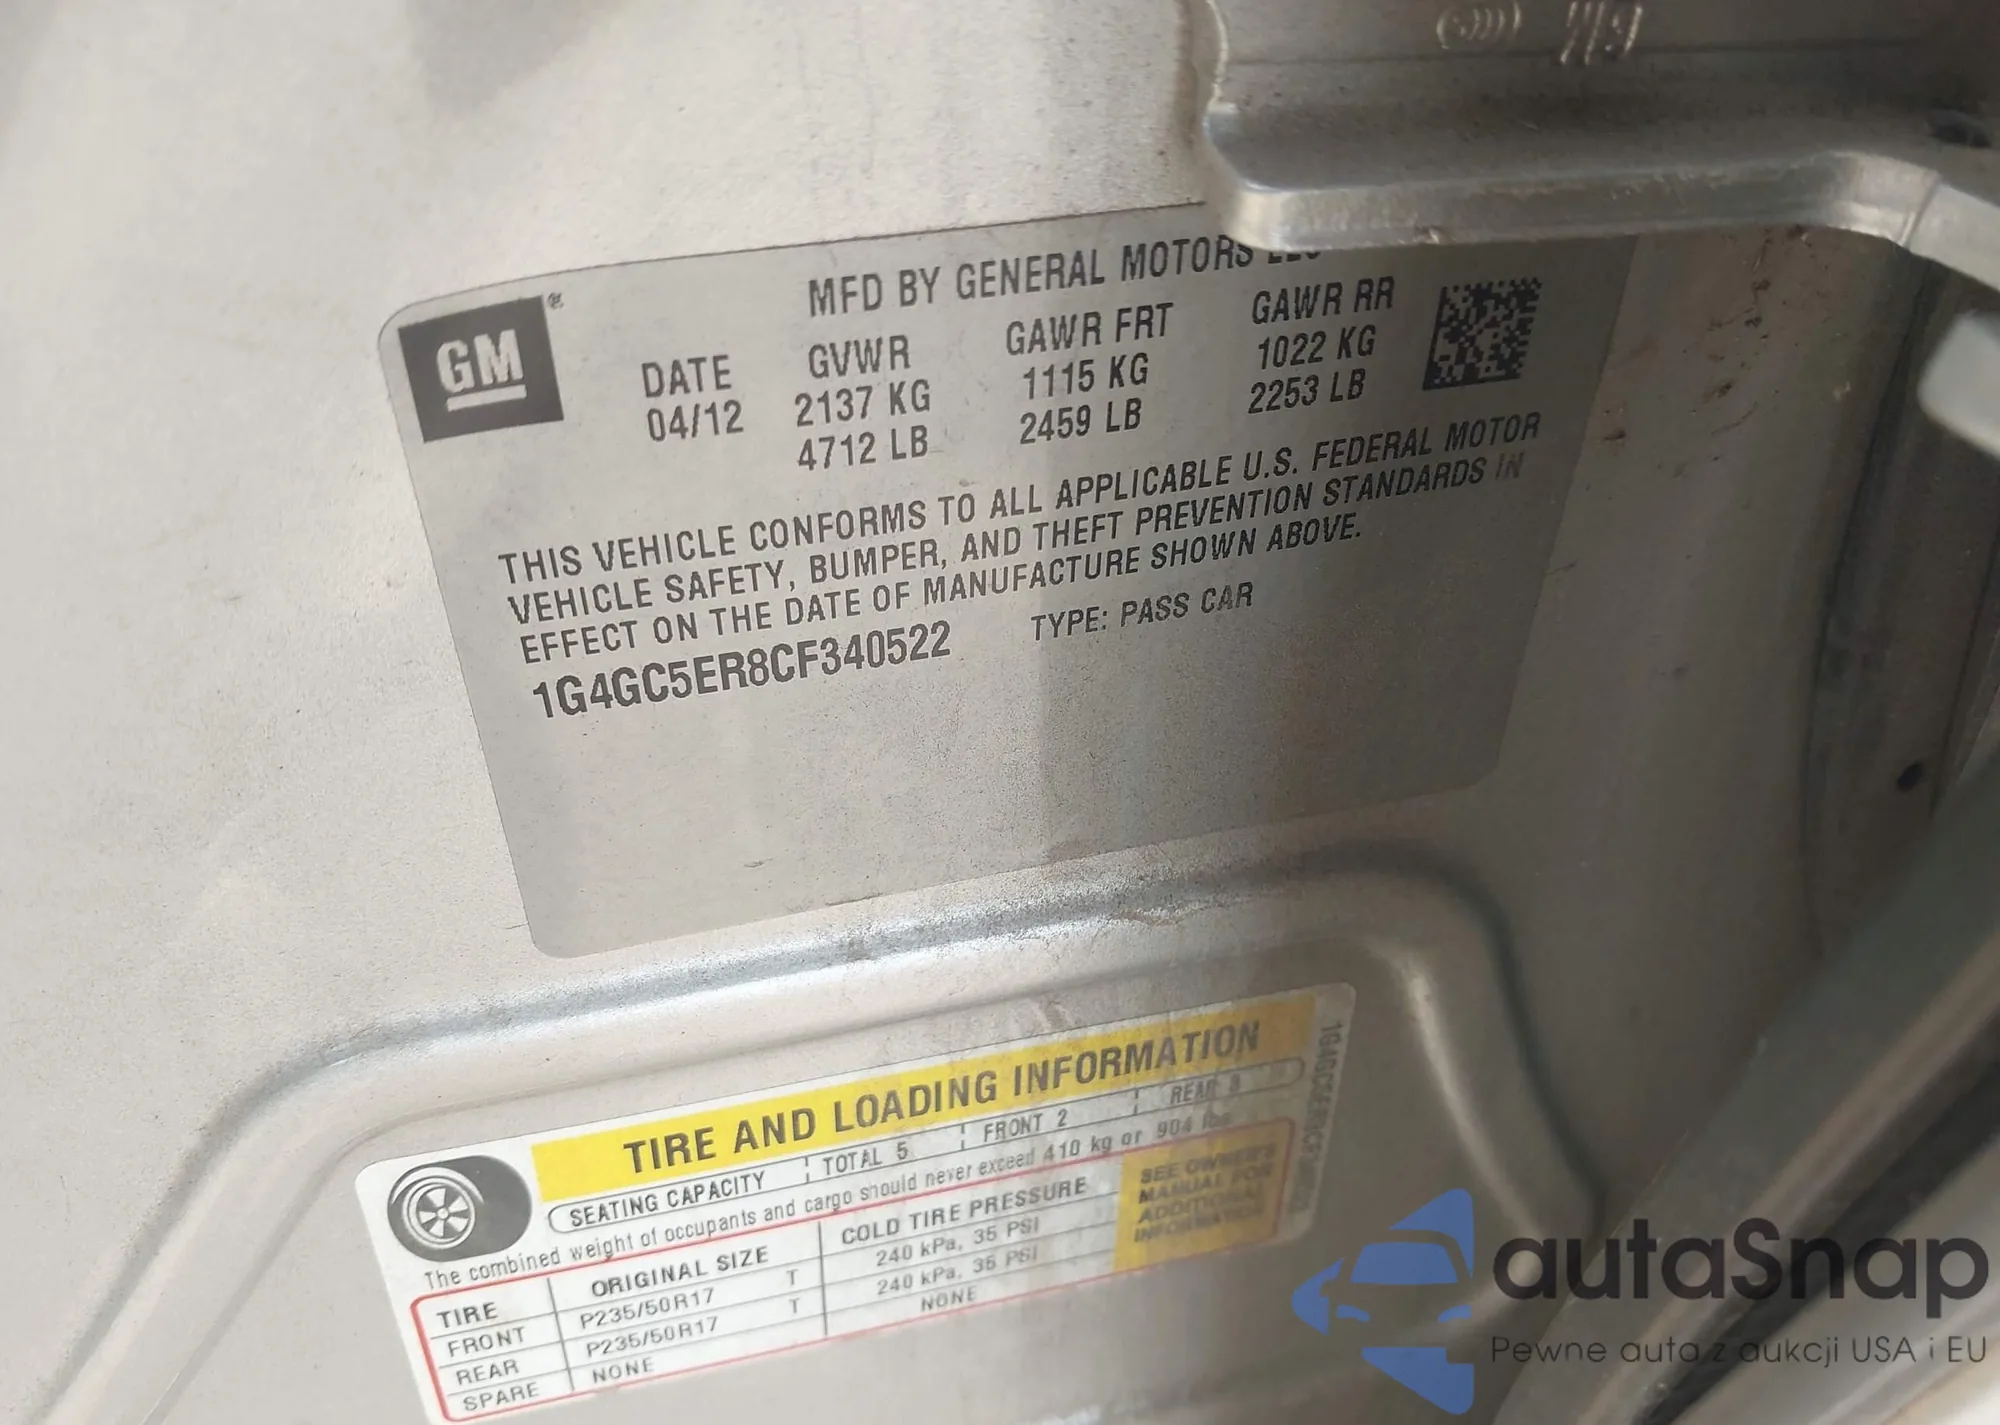 MFD BY GENERAL MOTORS LLC
GM
DATE GVWR GAWR FRT GAWR RR
04/12 2137 KG 1115 KG 1022 KG
4712 LB 2459 LB 2253 LB
THIS VEHICLE CONFORMS TO ALL APPLICABLE U.S. FEDERAL MOTOR
VEHICLE SAFETY, BUMPER, AND THEFT PREVENTION STANDARDS IN
EFFECT ON THE DATE OF MANUFACTURE SHOWN ABOVE.
1G4GC5ER8CF340522 TYPE: PASS CAR
TIRE AND LOADING INFORMATION
SEATING CAPACITY TOTAL 5 FRONT 2 REAR 3
The combined weight of occupants and cargo should never exceed 410 kg or 904 lbs.
TIRE ORIGINAL SIZE COLD TIRE PRESSURE
FRONT P235/50R17 T 240 kPa, 35 PSI
REAR P235/50R17 T 240 kPa, 35 PSI
SPARE NONE NONE
SEE OWNER'S
MANUAL FOR
ADDITIONAL
INFORMATION
1G4GC5ER8CF340522
autaSnap
Pewne auta z aukcji USA i EU